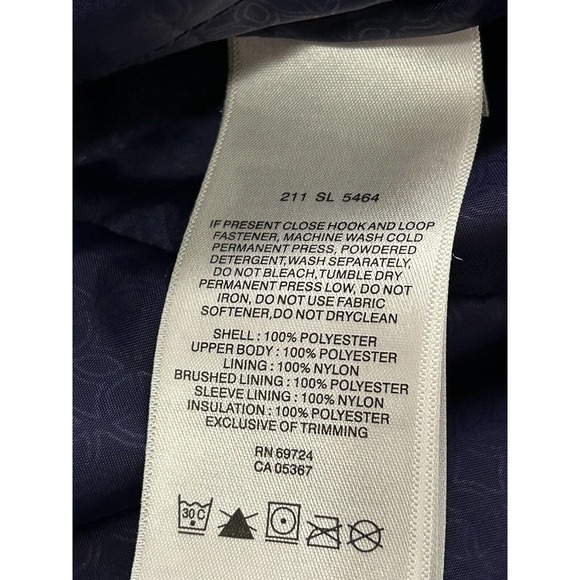 211 SL 5464
IF PRESENT CLOSE HOOK AND LOOP
FASTENER, MACHINE WASH COLD
PERMANENT PRESS, POWDERED
DETERGENT,WASH SEPARATELY,
DO NOT BLEACH,TUMBLE DRY
PERMANENT PRESS LOW, DO NOT
IRON, DO NOT USE FABRIC
SOFTENER,DO NOT DRYCLEAN
SHELL : 100% POLYESTER
UPPER BODY : 100% POLYESTER
LINING : 100% NYLON
BRUSHED LINING : 100% POLYESTER
SLEEVE LINING : 100% NYLON
INSULATION : 100% POLYESTER
EXCLUSIVE OF TRIMMING
RN 69724
CA 05367
30 C